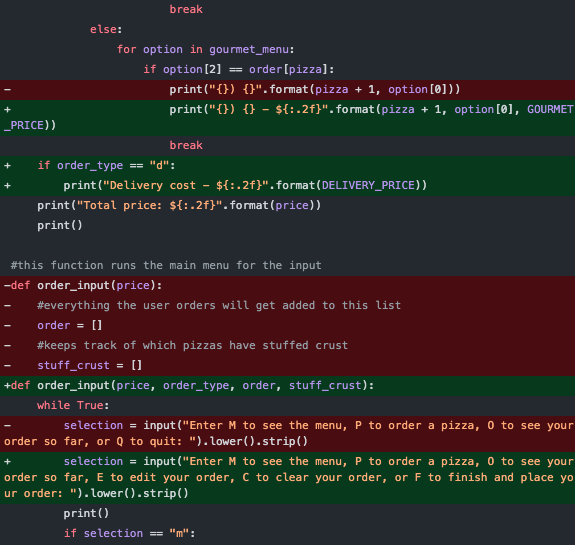 break
            else:
                for option in gourmet_menu:
                    if option[2] == order[pizza]:
-                        print("{}) {}".format(pizza + 1, option[0]))
+                        print("{}) {} - ${:.2f}".format(pizza + 1, option[0], GOURMET
_PRICE))
                        break
+    if order_type == "d":
+        print("Delivery cost - ${:.2f}".format(DELIVERY_PRICE))
    print("Total price: ${:.2f}".format(price))
    print()

#this function runs the main menu for the input
-def order_input(price):
-    #everything the user orders will get added to this list
-    order = []
-    #keeps track of which pizzas have stuffed crust
-    stuff_crust = []
+def order_input(price, order_type, order, stuff_crust):
    while True:
-        selection = input("Enter M to see the menu, P to order a pizza, O to see your
order so far, or Q to quit: ").lower().strip()
+        selection = input("Enter M to see the menu, P to order a pizza, O to see your
order so far, E to edit your order, C to clear your order, or F to finish and place yo
ur order: ").lower().strip()
        print()
        if selection == "m":